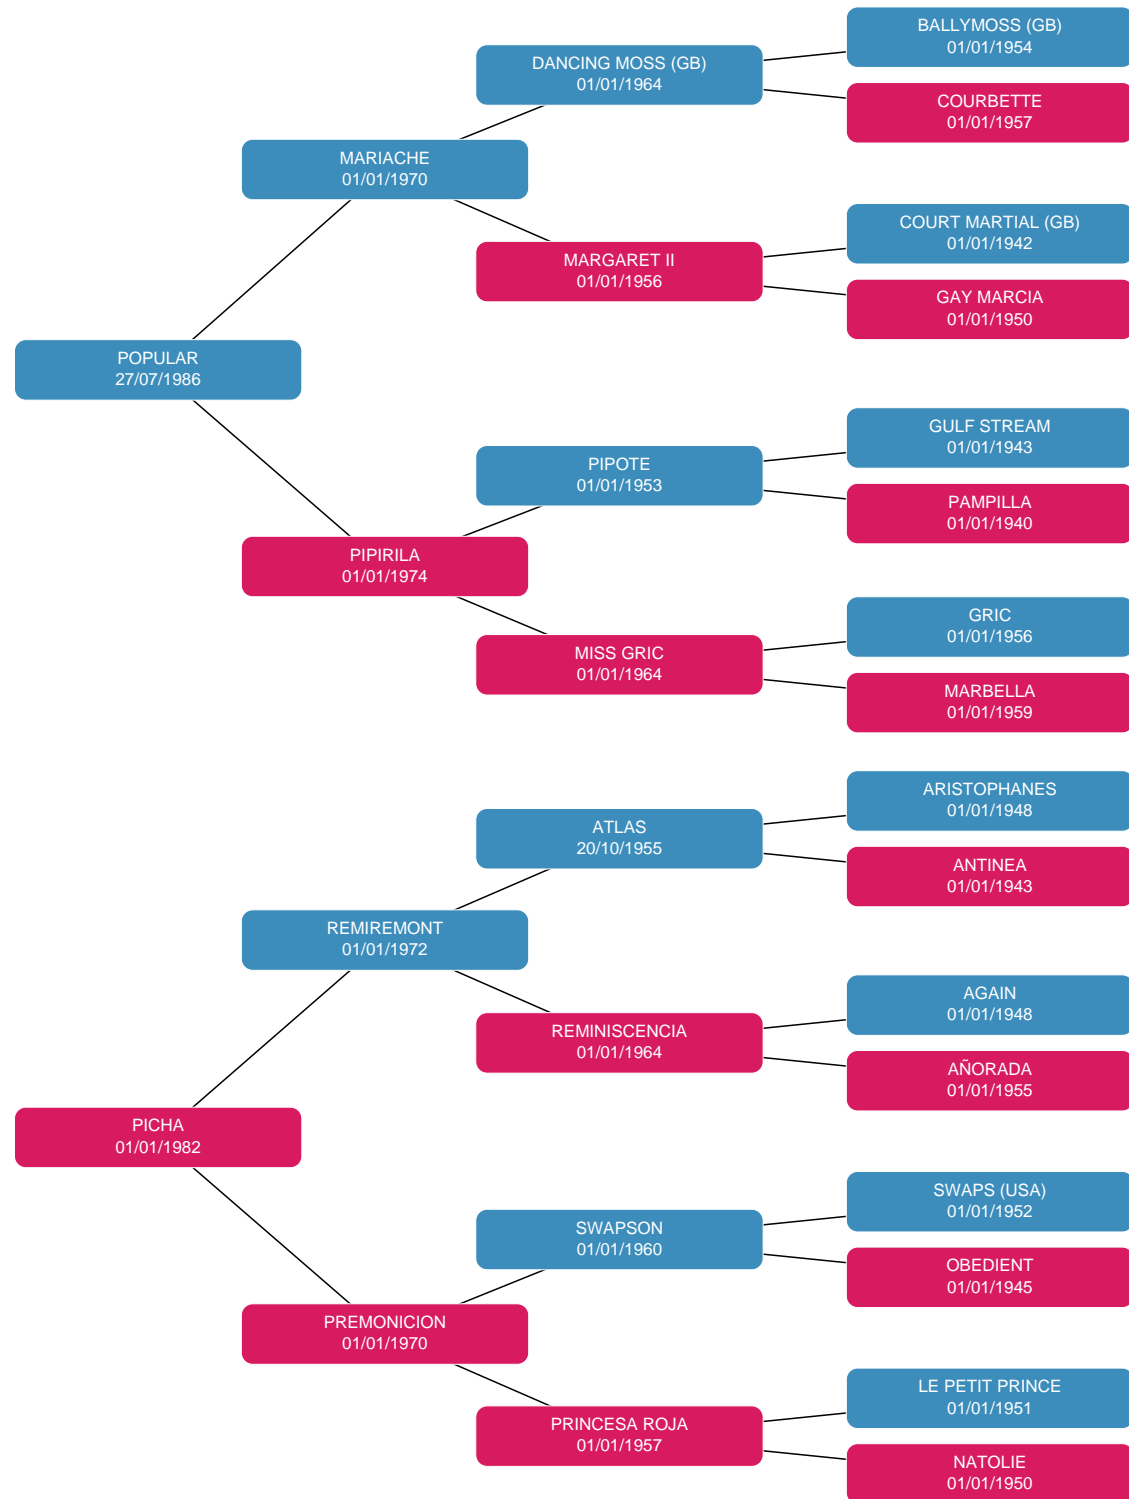 BALLYMOSS (GB)
01/01/1954
DANCING MOSS (GB)
01/01/1964
COURBETTE
01/01/1957
MARIACHE
01/01/1970
COURT MARTIAL (GB)
01/01/1942
MARGARET II
01/01/1956
GAY MARCIA
01/01/1950
POPULAR
27/07/1986
GULF STREAM
01/01/1943
PIPOTE
01/01/1953
PAMPILLA
01/01/1940
PIPIRILA
01/01/1974
GRIC
01/01/1956
MISS GRIC
01/01/1964
MARBELLA
01/01/1959
ARISTOPHANES
01/01/1948
ATLAS
20/10/1955
ANTINEA
01/01/1943
REMIREMONT
01/01/1972
AGAIN
01/01/1948
REMINISCENCIA
01/01/1964
AÑORADA
01/01/1955
PICHA
01/01/1982
SWAPS (USA)
01/01/1952
SWAPSON
01/01/1960
OBEDIENT
01/01/1945
PREMONICION
01/01/1970
LE PETIT PRINCE
01/01/1951
PRINCESA ROJA
01/01/1957
NATOLIE
01/01/1950